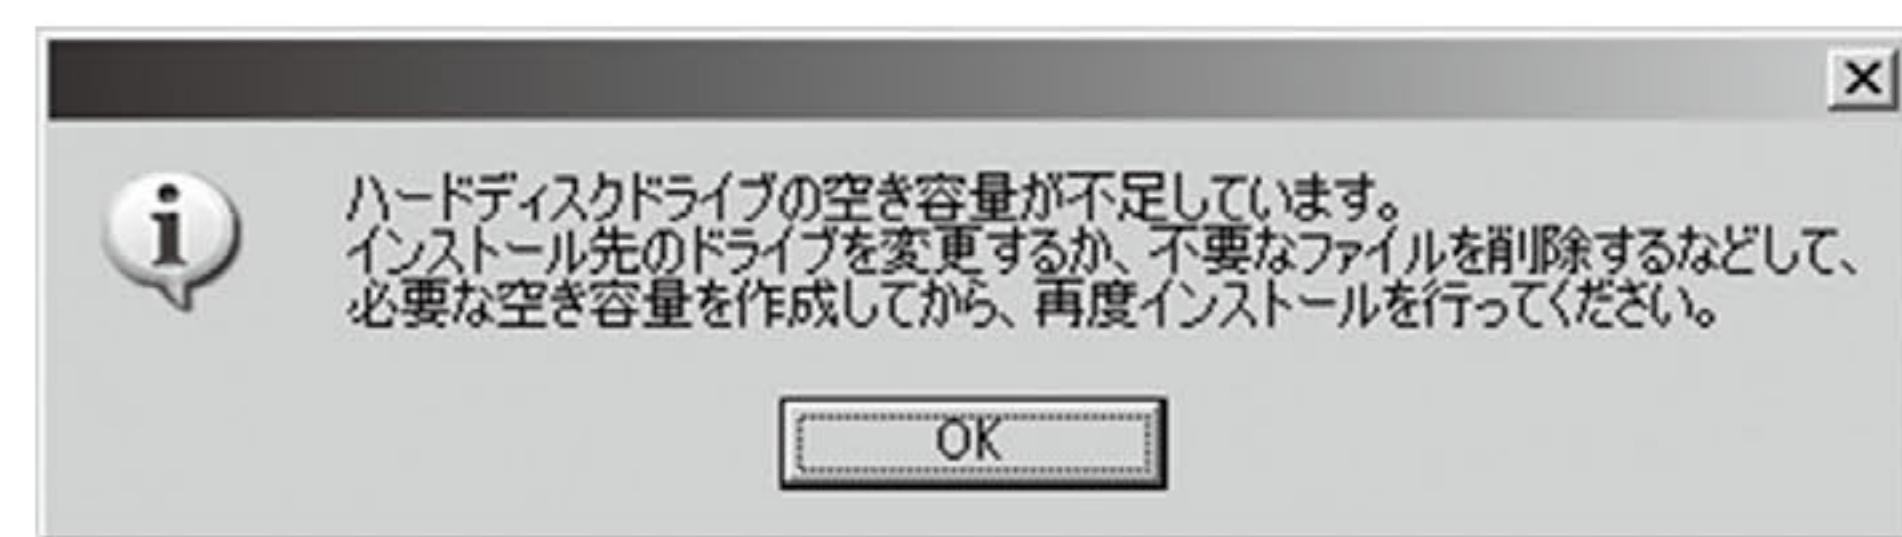 ハードディスクドライブの空き容量が不足しています。
インストール先のドライブを変更するか、不要なファイルを削除するなどして、
必要な空き容量を作成してから、再度インストールを行ってください。
OK